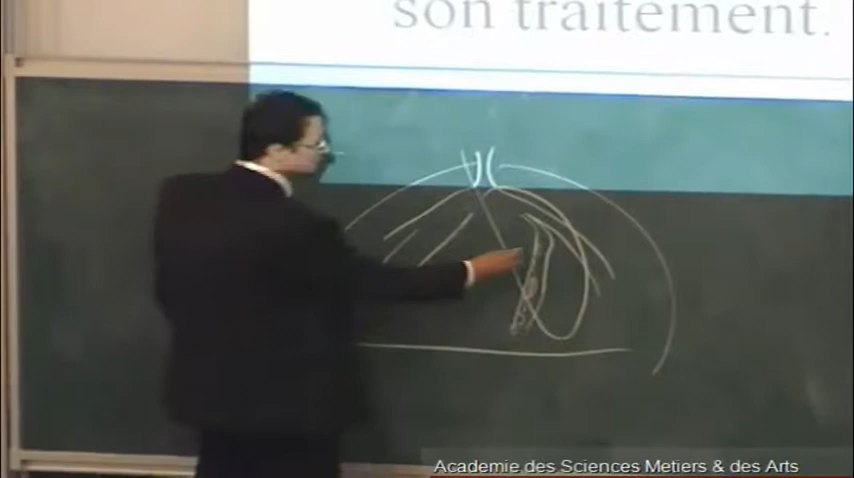 son traitement.
Academie des Sciences Metiers & des Arts